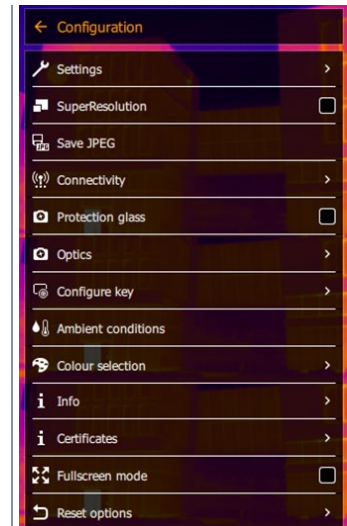 Configuration
Settings
SuperResolution
Save JPEG
Connectivity
Protection glass
Optics
Configure key
Ambient conditions
Colour selection
Info
Certificates
Fullscreen mode
Reset options